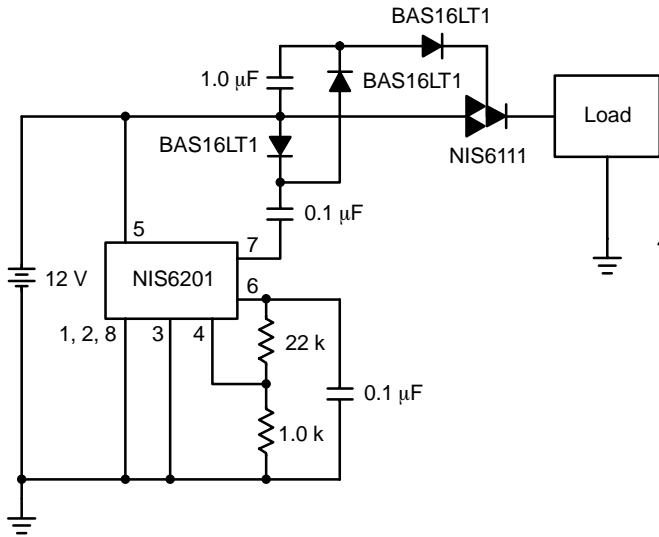 BAS16LT1
1.0 μF
BAS16LT1
Load
BAS16LT1
NIS6111
0.1 μF
5
7
12 V
NIS6201
6
1, 2, 8
3
4
22 k
0.1 μF
1.0 k